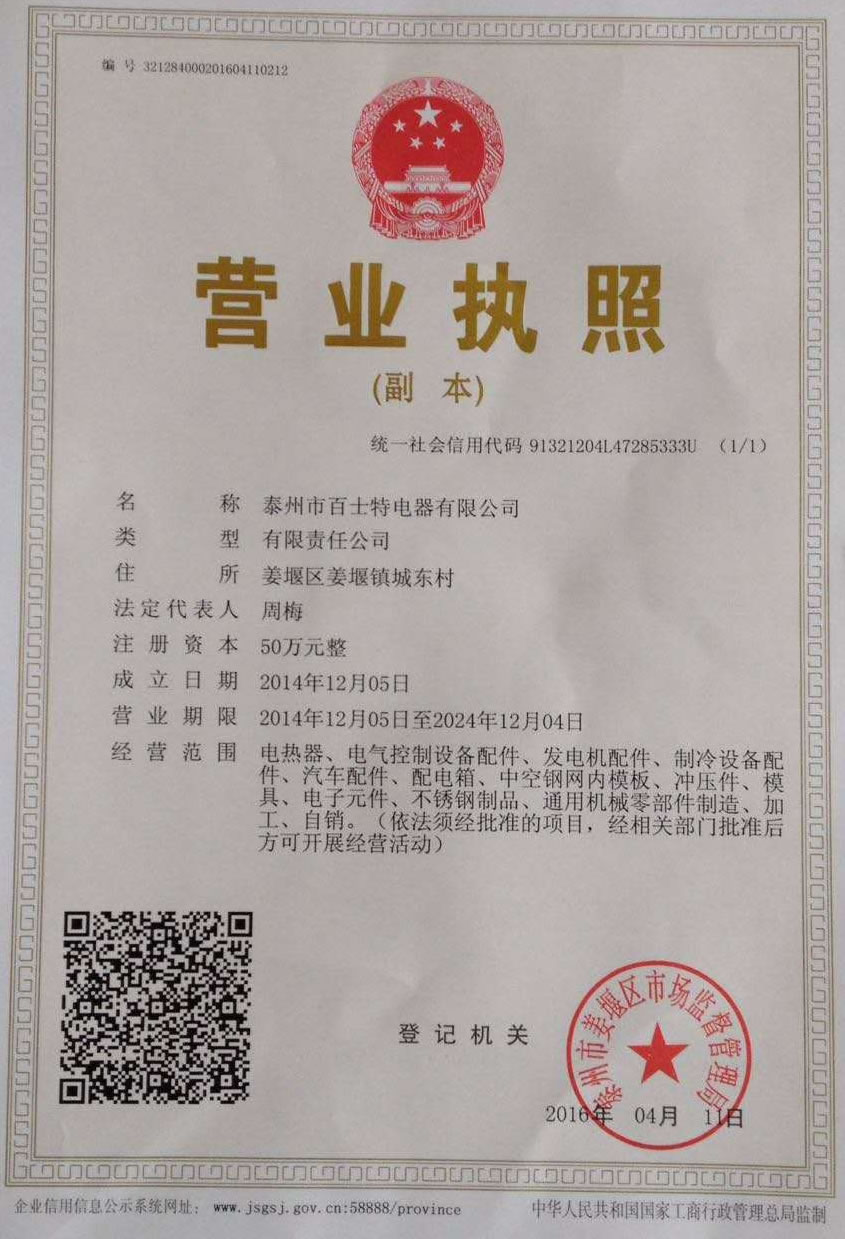 编 号 321284000201604110212
营业执照
(副 本)
统一社会信用代码 91321204L47285333U （1/1）
名 称 泰州市百士特电器有限公司
类 型 有限责任公司
住 所 姜堰区姜堰镇城东村
法定代表人 周梅
注册资本 50万元整
成立日期 2014年12月05日
营业期限 2014年12月05日至2024年12月04日
经营范围 电热器、电气控制设备配件、发电机配件、制冷设备配
件、汽车配件、配电箱、中空钢网内模板、冲压件、模
具、电子元件、不锈钢制品、通用机械零部件制造、加
工、自销。（依法须经批准的项目，经相关部门批准后
方可开展经营活动）
登记机关
泰州市姜堰区市场监督管理局
2016年 04月 11日
企业信用信息公示系统网址： www.jsgsj.gov.cn:58888/province
中华人民共和国国家工商行政管理总局监制